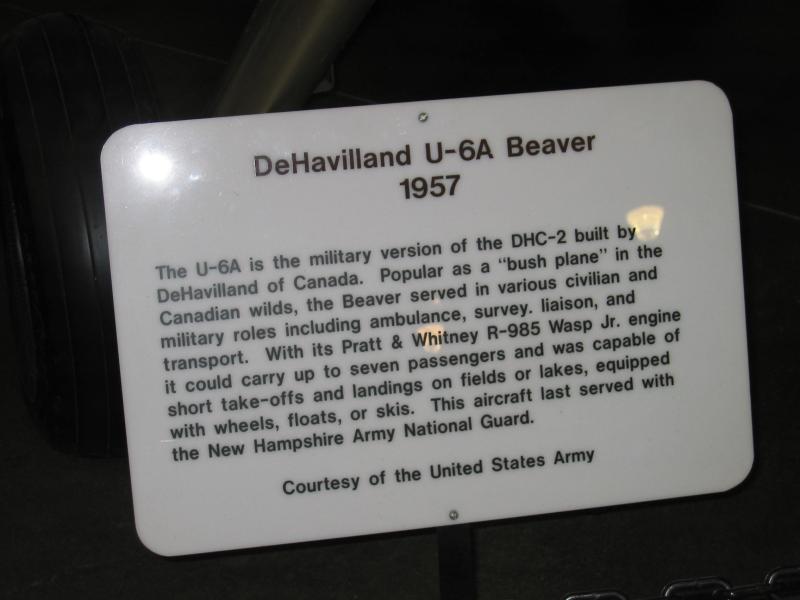 DeHavilland U-6A Beaver
1957
The U-6A is the military version of the DHC-2 built by
DeHavilland of Canada. Popular as a "bush plane" in the
Canadian wilds, the Beaver served in various civilian and
military roles including ambulance, survey. liaison, and
transport. With its Pratt & Whitney R-985 Wasp Jr. engine
it could carry up to seven passengers and was capable of
short take-offs and landings on fields or lakes, equipped
with wheels, floats, or skis. This aircraft last served with
the New Hampshire Army National Guard.
Courtesy of the United States Army